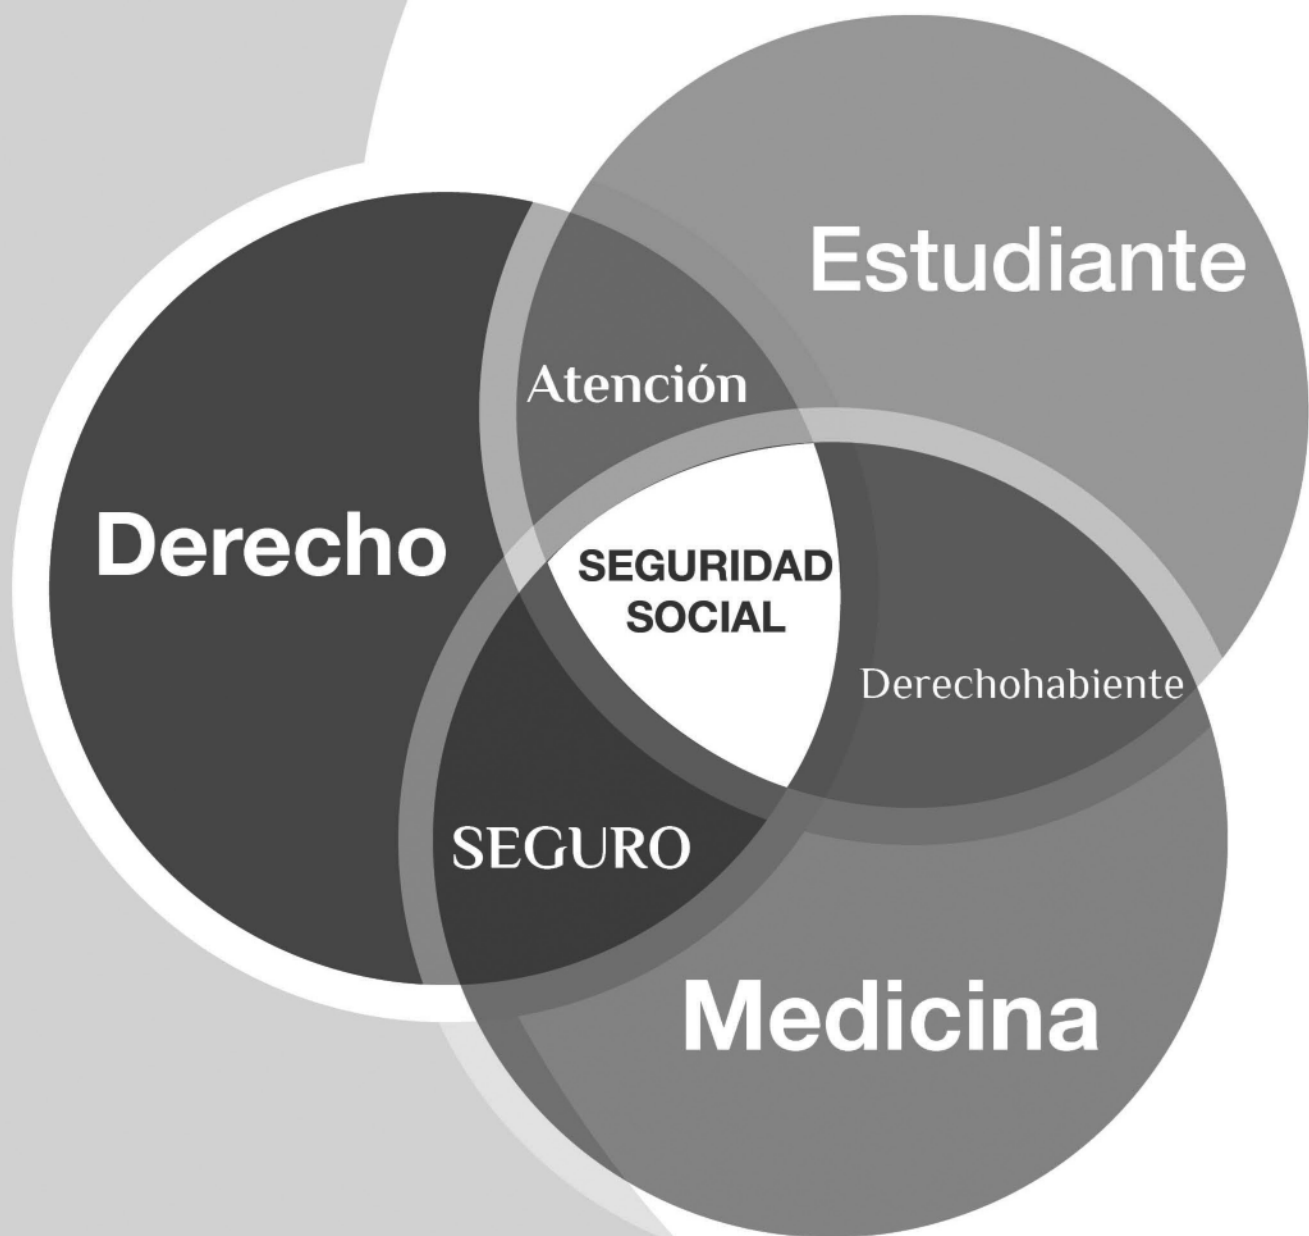 Estudiante
Atención
Derecho
SEGURIDAD
SOCIAL
Derechohabiente
SEGURO
Medicina